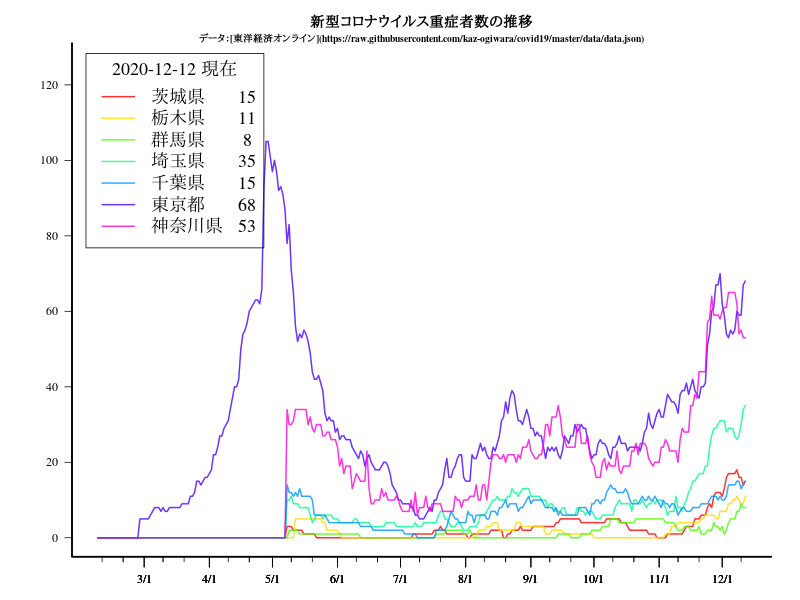 新型コロナウイルス重症者数の推移
データ：[東洋経済オンライン](https://raw.githubusercontent.com/kaz-ogiwara/covid19/master/data/data.json)
2020-12-12 現在
茨城県 15
栃木県 11
群馬県 8
埼玉県 35
千葉県 15
東京都 68
神奈川県 53
120
100
80
60
40
20
0
3/1 4/1 5/1 6/1 7/1 8/1 9/1 10/1 11/1 12/1